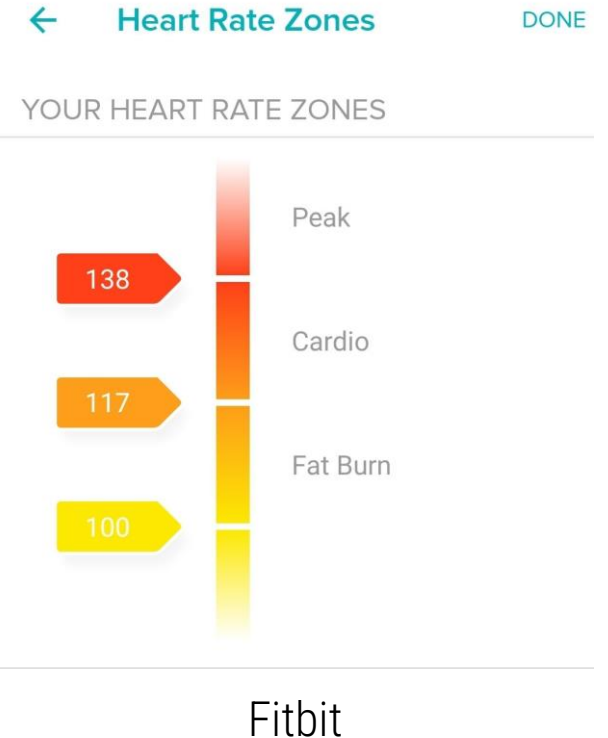 Heart Rate Zones DONE
YOUR HEART RATE ZONES
Peak
138
Cardio
117
Fat Burn
100
Fitbit